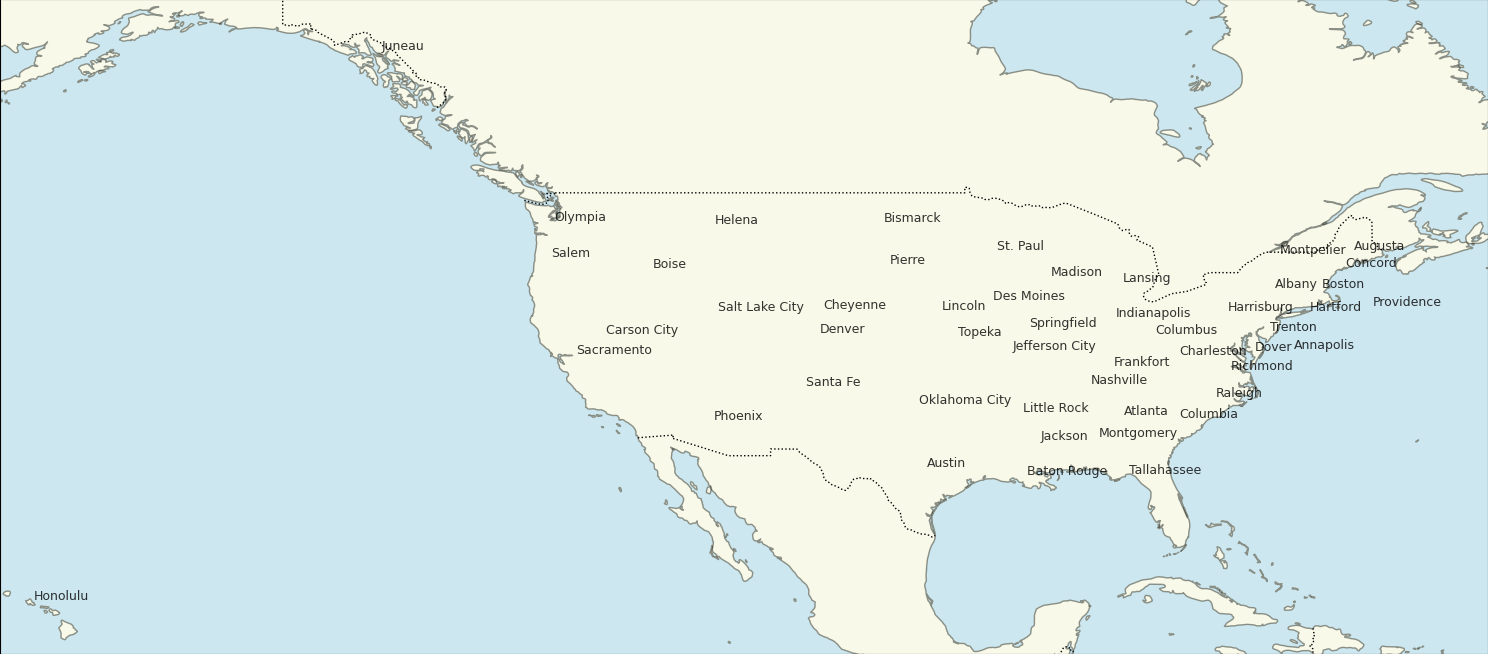 Juneau
Olympia
Helena
Bismarck
St. Paul
Montpelier
Augusta
Salem
Boise
Pierre
Concord
Madison
Lansing
Albany
Boston
Des Moines
Providence
Salt Lake City
Cheyenne
Lincoln
Harrisburg
Hartford
Indianapolis
Springfield
Trenton
Carson City
Denver
Topeka
Columbus
Sacramento
Jefferson City
Charleston
Dover
Annapolis
Frankfort
Richmond
Santa Fe
Nashville
Raleigh
Oklahoma City
Little Rock
Atlanta
Columbia
Phoenix
Jackson
Montgomery
Austin
Baton Rouge
Tallahassee
Honolulu